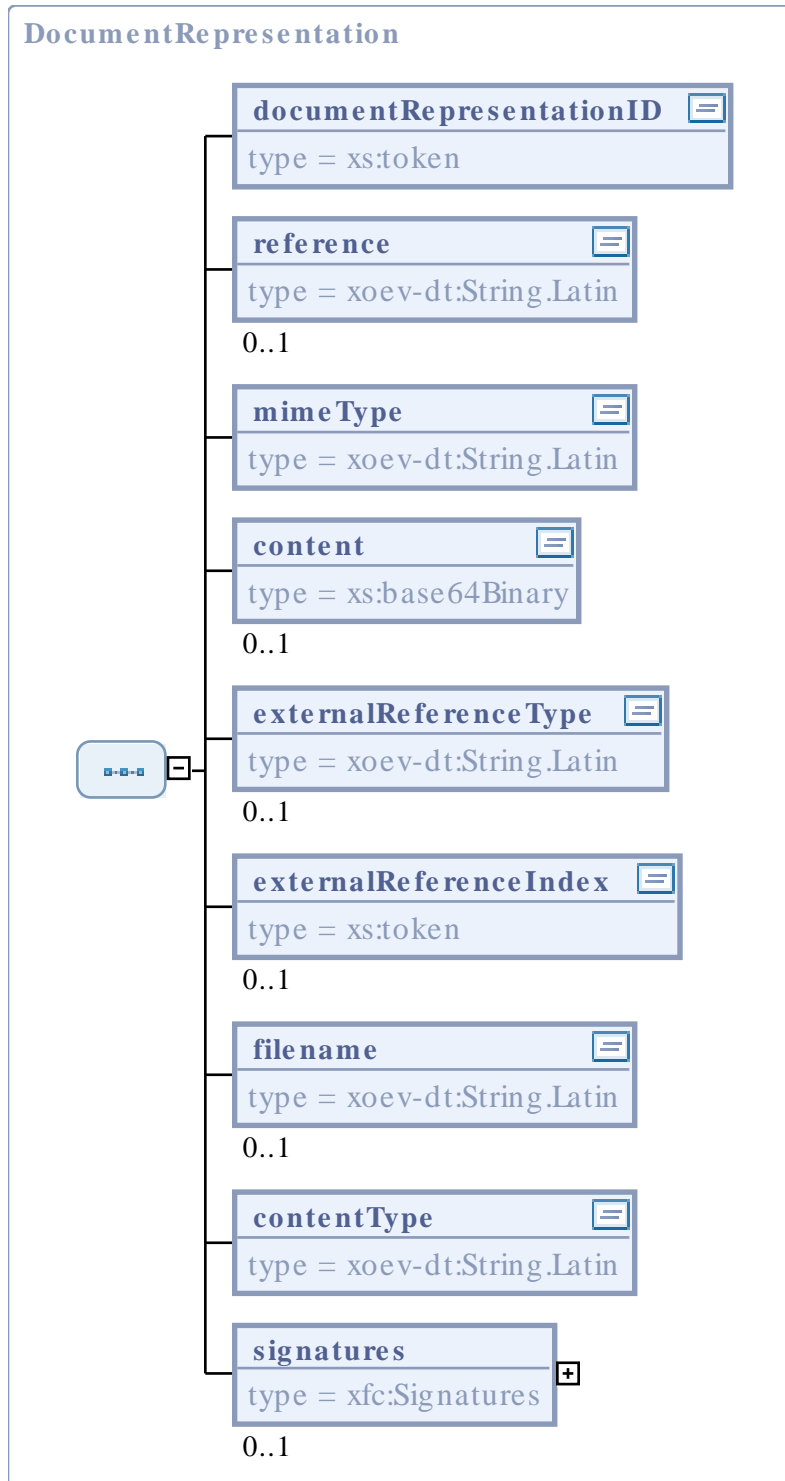 DocumentRepresentation
documentRepresentationID
type = xs:token
reference
type = xoev-dt:String.Latin
0..1
mimeType
type = xoev-dt:String.Latin
content
type = xs:base64Binary
0..1
externalReferenceType
type = xoev-dt:String.Latin
0..1
externalReferenceIndex
type = xs:token
0..1
filename
type = xoev-dt:String.Latin
0..1
contentType
type = xoev-dt:String.Latin
signatures
type = xfc:Signatures
0..1